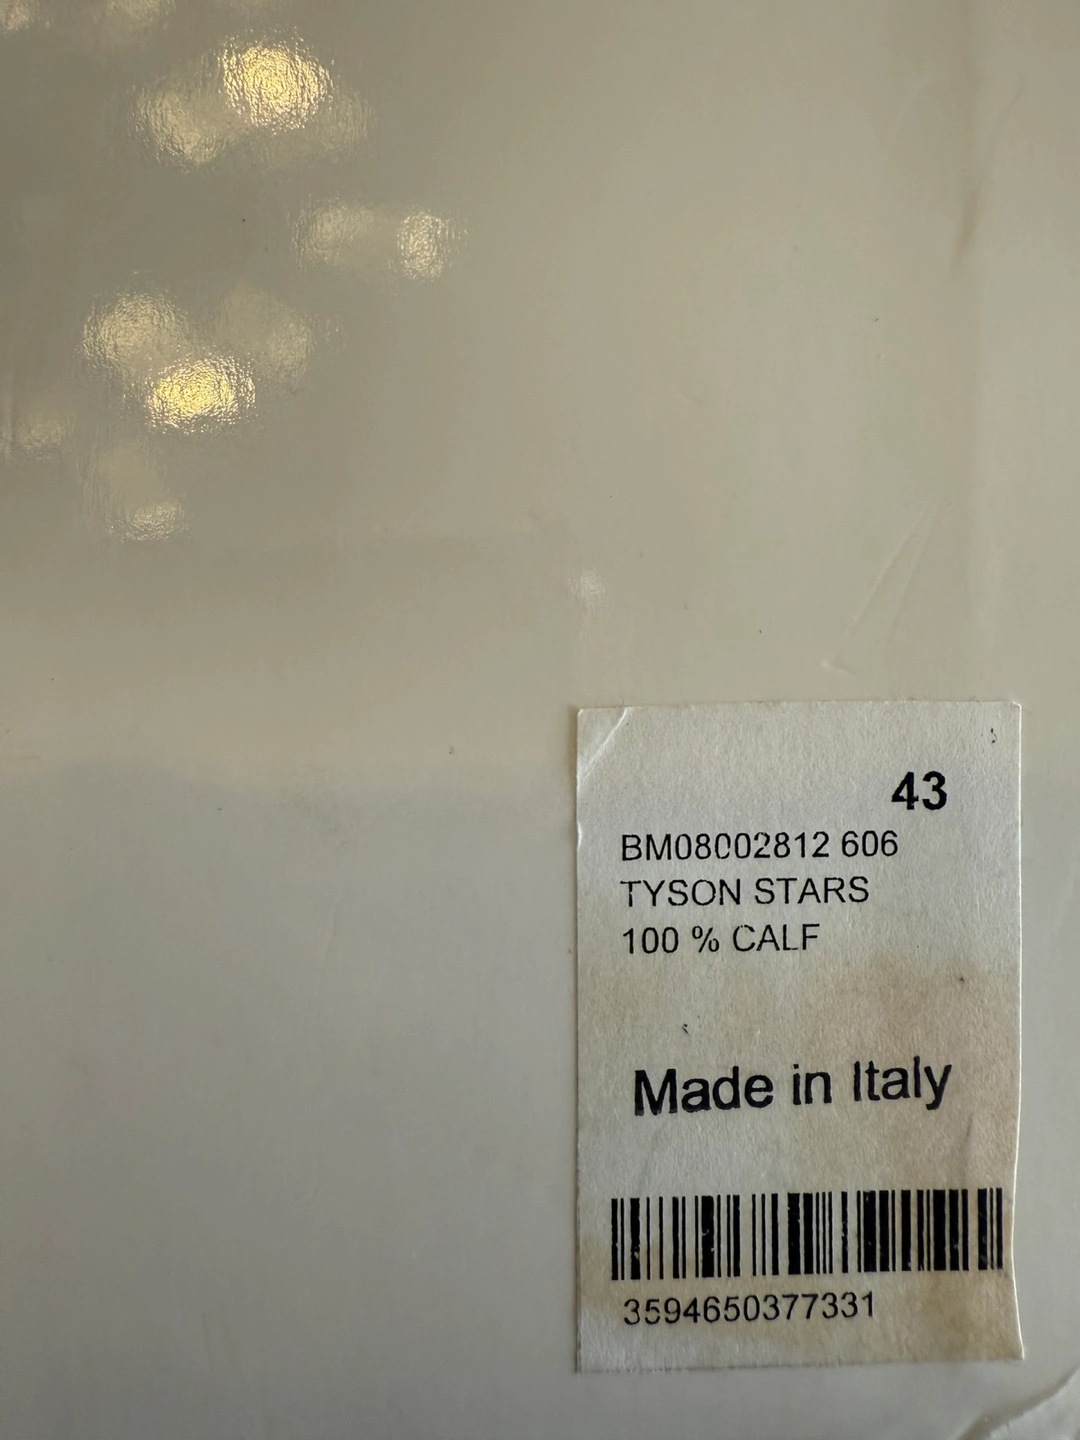 43
BM08002812 606
TYSON STARS
100 % CALF
Made in Italy
3594650377331